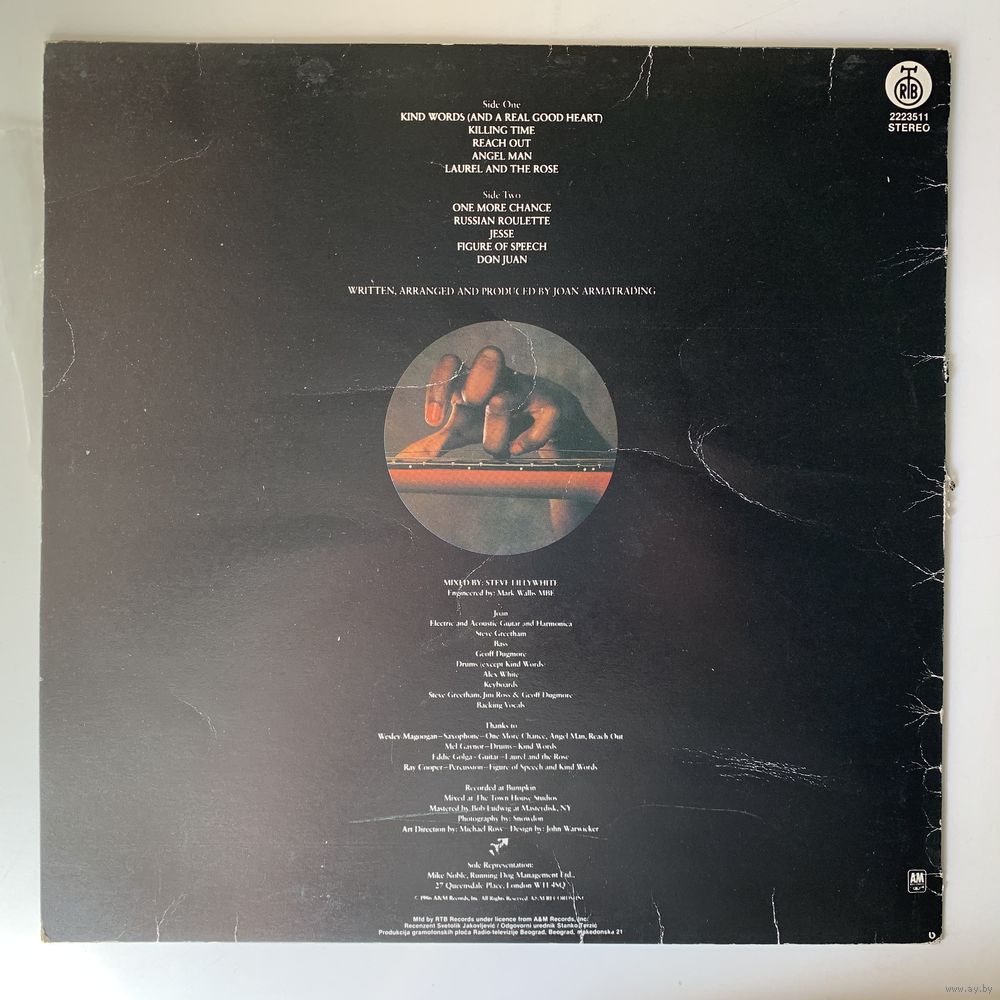 RTB
2223511
STEREO
Side One
KIND WORDS (AND A REAL GOOD HEART)
KILLING TIME
REACH OUT
ANGEL MAN
LAUREL AND THE ROSE
Side Two
ONE MORE CHANCE
RUSSIAN ROULETTE
JESSE
FIGURE OF SPEECH
DON JUAN
WRITTEN, ARRANGED AND PRODUCED BY JOAN ARMATRADING
MIXED BY: STEVE LILLYWHITE
Engineered by: Mark Wallis MBE
Joan
Electric and Acoustic Guitar and Harmonica
Steve Greetham
Bass
Geoff Dugmore
Drums (except Kind Words)
Alex White
Keyboards
Steve Greetham, Jim Ross & Geoff Dugmore
Backing Vocals
Thanks to
Wesley Magoogan–Saxophone–One More Chance, Angel Man, Reach Out
Mel Gaynor–Drums–Kind Words
Eddie Golga–Guitar–Laurel and the Rose
Ray Cooper–Percussion–Figure of Speech and Kind Words
Recorded at Bumpkin
Mixed at The Town House Studios
Mastered by Bob Ludwig at Masterdisk, NY
Photography by: Snowdon
Art Direction by: Michael Ross – Design by: John Warwicker
Sole Representation:
Mike Noble, Running Dog Management Ltd.,
27 Queensdale Place, London W11 4SQ
© 1986 A&M Records, Inc. All Rights Reserved.
Mfd by RTB Records under licence from A&M Records, Inc.
Recenzent Svetolik Jakovljević / Odgovorni urednik Stanko Terzić
Produkcija gramofonskih ploča Radio-televizije Beograd, Beograd, Makedonska 21
AM
www.ay.by